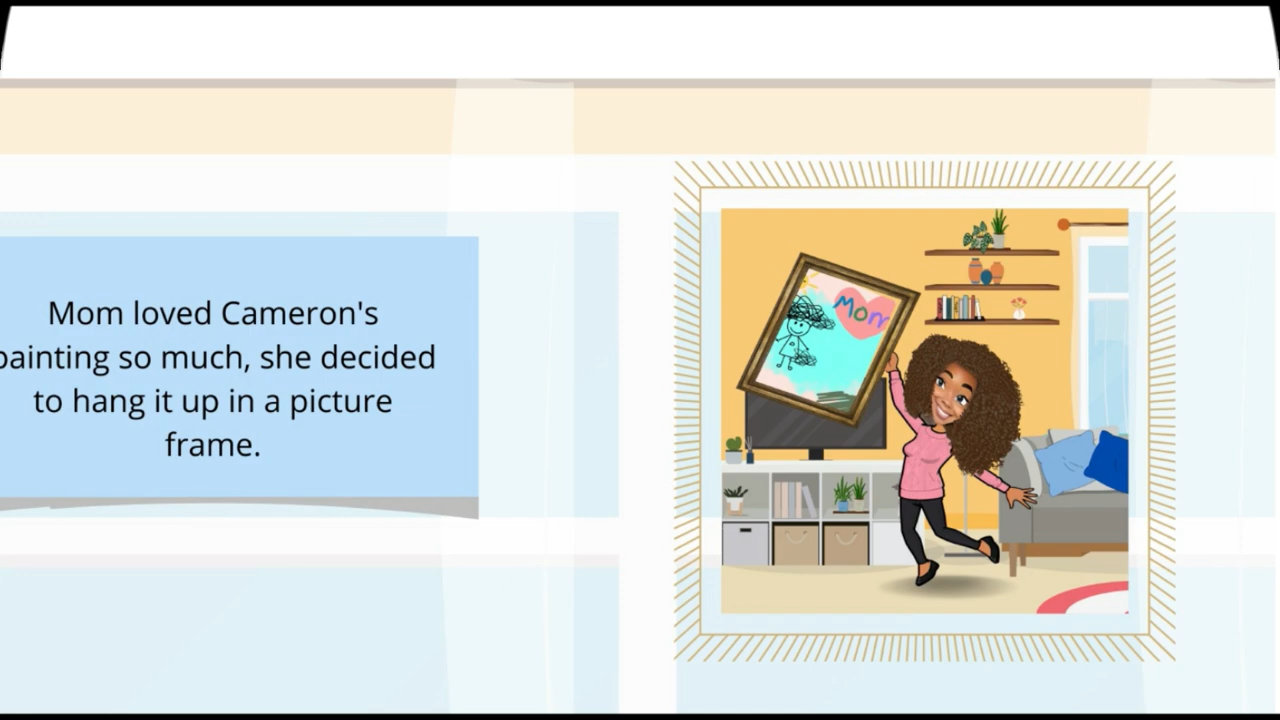 Mom loved Cameron's
painting so much, she decided
to hang it up in a picture
frame.
Mom